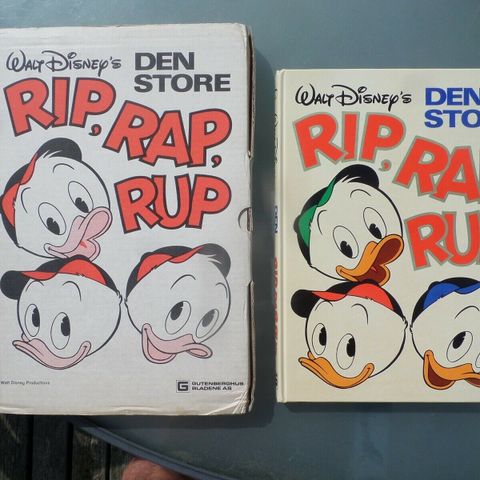 WALT DISNEY'S DEN
STORE
RIP,
RAP,
RUP
Walt Disney Productions
G GUTENBERGHUS
BLADENE AS
WALT DISNEY'S DEN
STO
RIP,
RA
RU